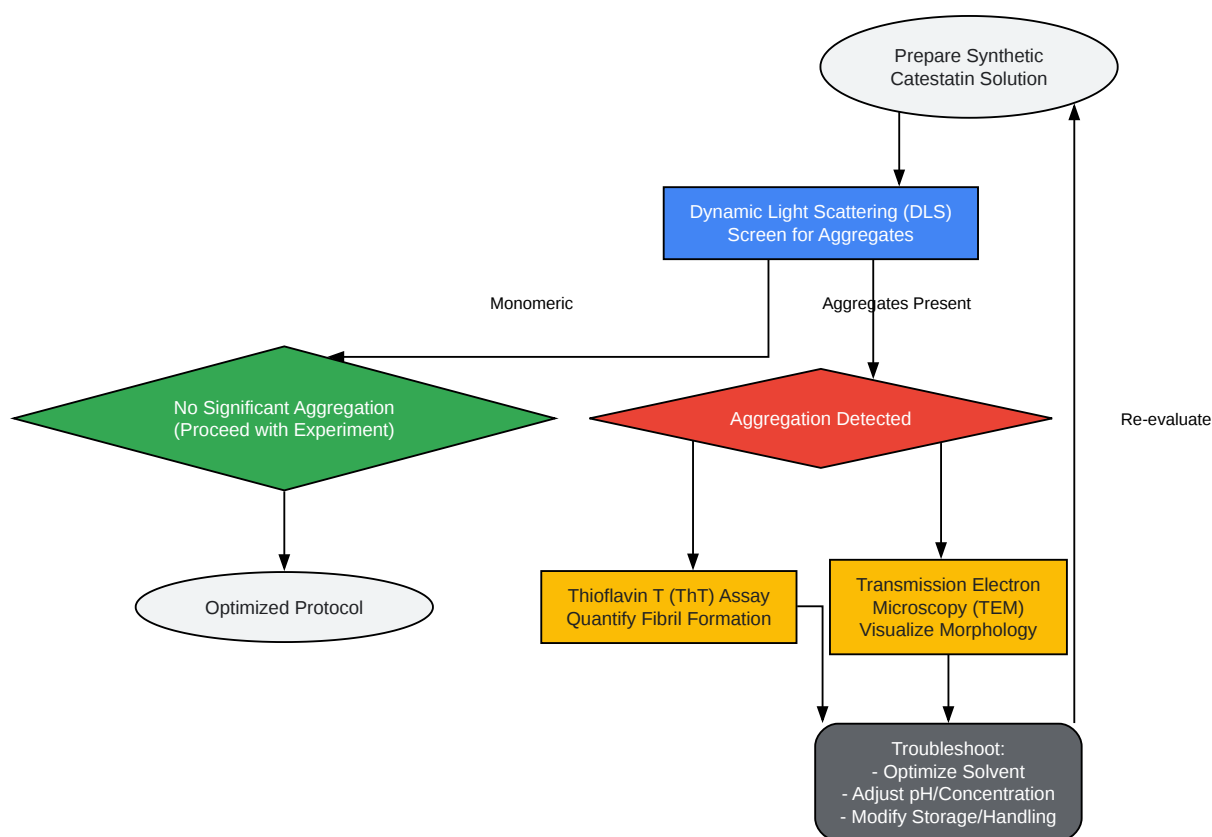 Prepare Synthetic
Catestatin Solution
Dynamic Light Scattering (DLS)
Screen for Aggregates
Monomeric
Aggregates Present
No Significant Aggregation
(Proceed with Experiment)
Aggregation Detected
Re-evaluate
Optimized Protocol
Thioflavin T (ThT) Assay
Quantify Fibril Formation
Transmission Electron
Microscopy (TEM)
Visualize Morphology
Troubleshoot:
- Optimize Solvent
- Adjust pH/Concentration
- Modify Storage/Handling